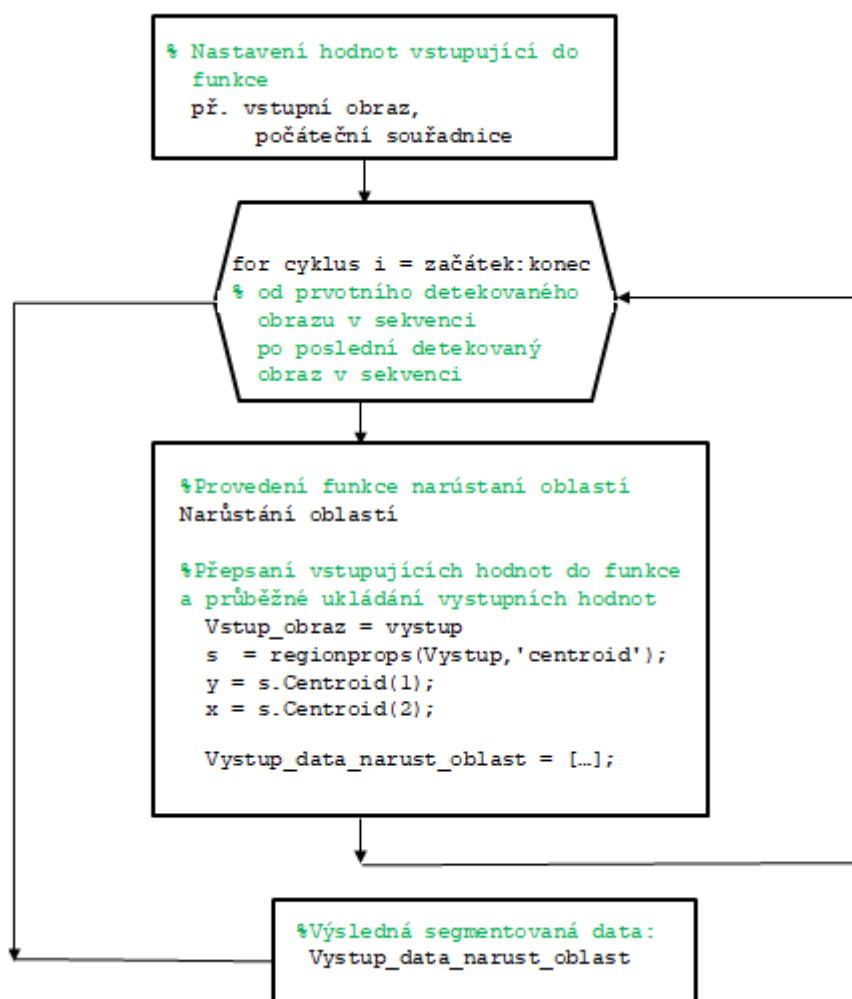 % Nastavení hodnot vstupující do
funkce
př. vstupní obraz,
počáteční souřadnice
for cyklus i = začátek:konec
% od prvotního detekovaného
obrazu v sekvenci
po poslední detekovaný
obraz v sekvenci
%Provedení funkce narústaní oblastí
Narůstání oblastí
%Přepsaní vstupujících hodnot do funkce
a průběžné ukládání vystupních hodnot
Vstup_obraz = vystup
s = regionprops(Vystup,'centroid');
y = s.Centroid(1);
x = s.Centroid(2);
Vystup_data_narust_oblast = […];
%Výsledná segmentovaná data:
Vystup_data_narust_oblast